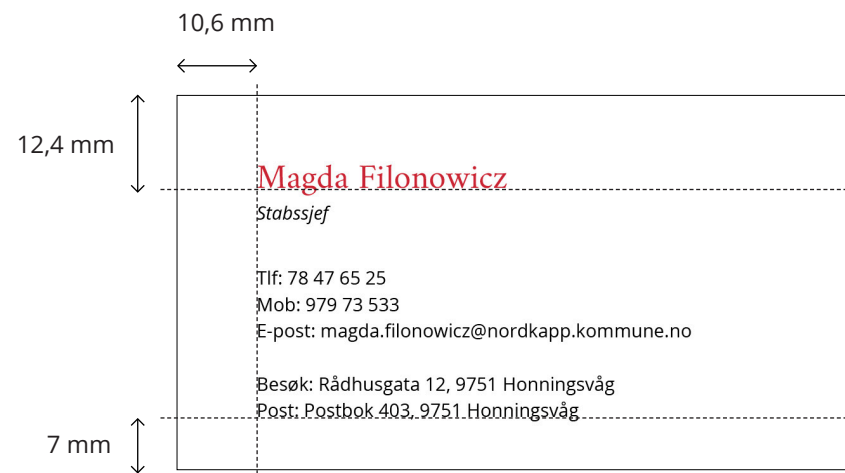 10,6 mm
12,4 mm
Magda Filonowicz
Stabssjef
Tlf: 78 47 65 25
Mob: 979 73 533
E-post: magda.filonowicz@nordkapp.kommune.no
Besøk: Rådhusgata 12, 9751 Honningsvåg
Post: Postbok 403, 9751 Honningsvåg
7 mm